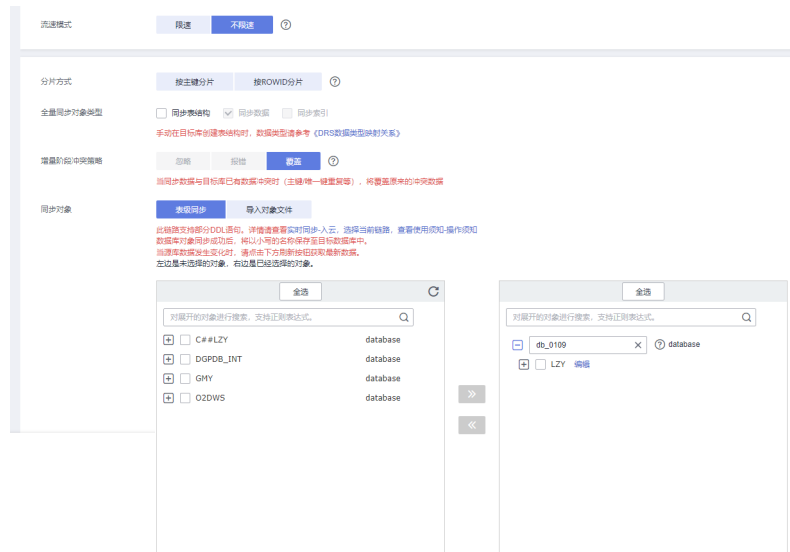 流速模式 限速 不限速 ?
分片方式 按主键分片 按ROWID分片 ?
全量同步对象类型 同步表结构 同步数据 同步索引
手动在目标库创建表结构时，数据类型请参考《DRS数据类型映射关系》
增量阶段冲突策略 忽略 报错 覆盖 ?
当同步数据与目标库已有数据冲突时（主键/唯一键重复等），将覆盖原来的冲突数据
同步对象 表级同步 导入对象文件
此链路支持部分DDL语句。详情请查看实时同步-入云，选择当前链路，查看使用须知-操作须知
数据库对象同步成功后，将以小写的名称保存至目标数据库中。
当源库数据发生变化时，请点击下方刷新按钮获取最新数据。
左边是未选择的对象，右边是已经选择的对象。
全选
对展开的对象进行搜索，支持正则表达式。
C##LZY database
DGPDB_INT database
GMY database
O2DWS database
全选
对展开的对象进行搜索，支持正则表达式。
db_0109 ? database
LZY 编辑